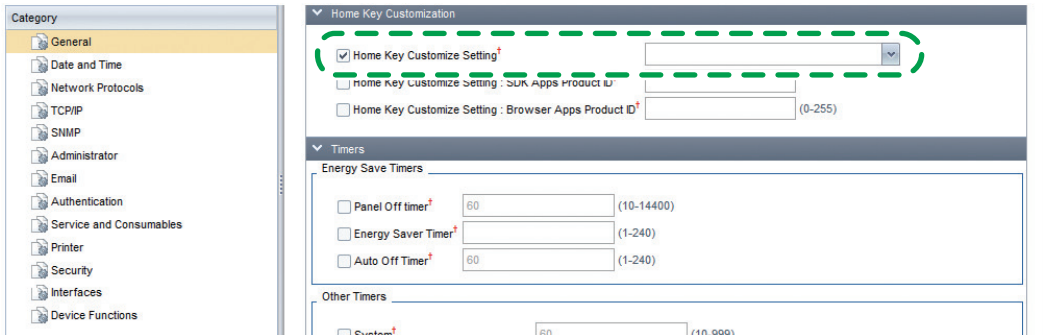 Category
General
Date and Time
Network Protocols
TCP/IP
SNMP
Administrator
Email
Authentication
Service and Consumables
Printer
Security
Interfaces
Device Functions
Home Key Customization
Home Key Customize Setting†
Home Key Customize Setting : SDK Apps Product ID
Home Key Customize Setting : Browser Apps Product ID† (0-255)
Timers
Energy Save Timers
Panel Off timer† 60 (10-14400)
Energy Saver Timer† (1-240)
Auto Off Timer† 60 (1-240)
Other Timers
System† 60 (10-999)